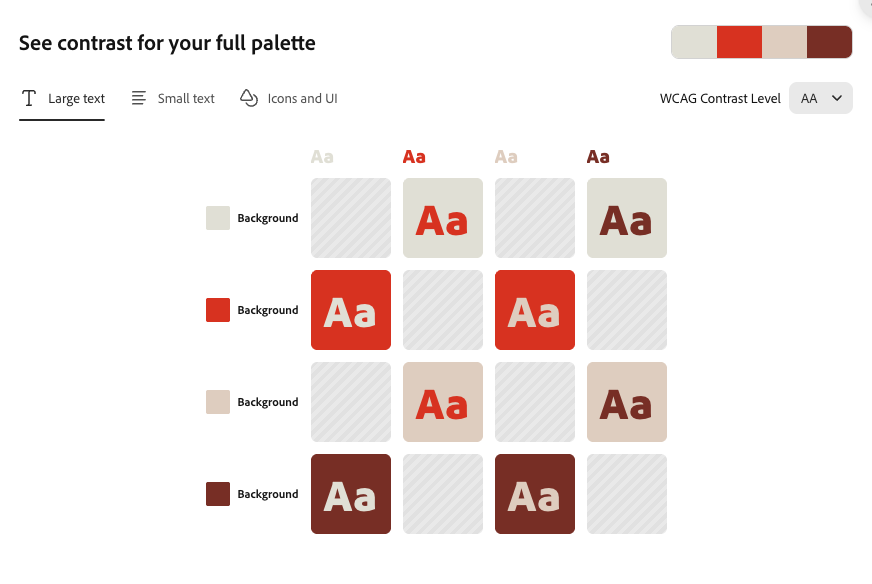 See contrast for your full palette
Large text
Small text
Icons and UI
WCAG Contrast Level
AA
Aa Aa Aa Aa
Background
Aa Aa
Background
Aa Aa
Background
Aa Aa
Background
Aa Aa